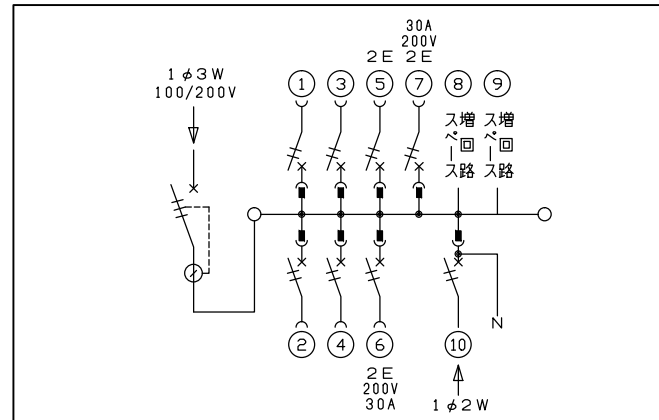 30A
200V
2E 2E
1φ3W
100/200V
① ③ ⑤ ⑦ ⑧ ⑨
増回路
スペース
増回路
スペース
N
② ④ ⑥ ⑩
2E
200V
30A
1φ2W